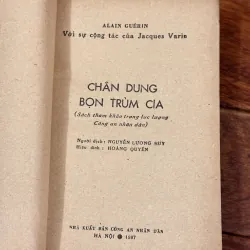 ALAIN GUÉRIN
Với sự cộng tác của Jacques Varin
CHÂN DUNG
BỌN TRÙM CIA
(Sách tham khảo trong lực lượng
Công an nhân dân)
Người dịch : NGUYỄN LƯƠNG HUY
Hiệu đính : HOÀNG QUYẾN
NHÀ XUẤT BẢN CÔNG AN NHÂN DÂN
HÀ NỘI ● 1987